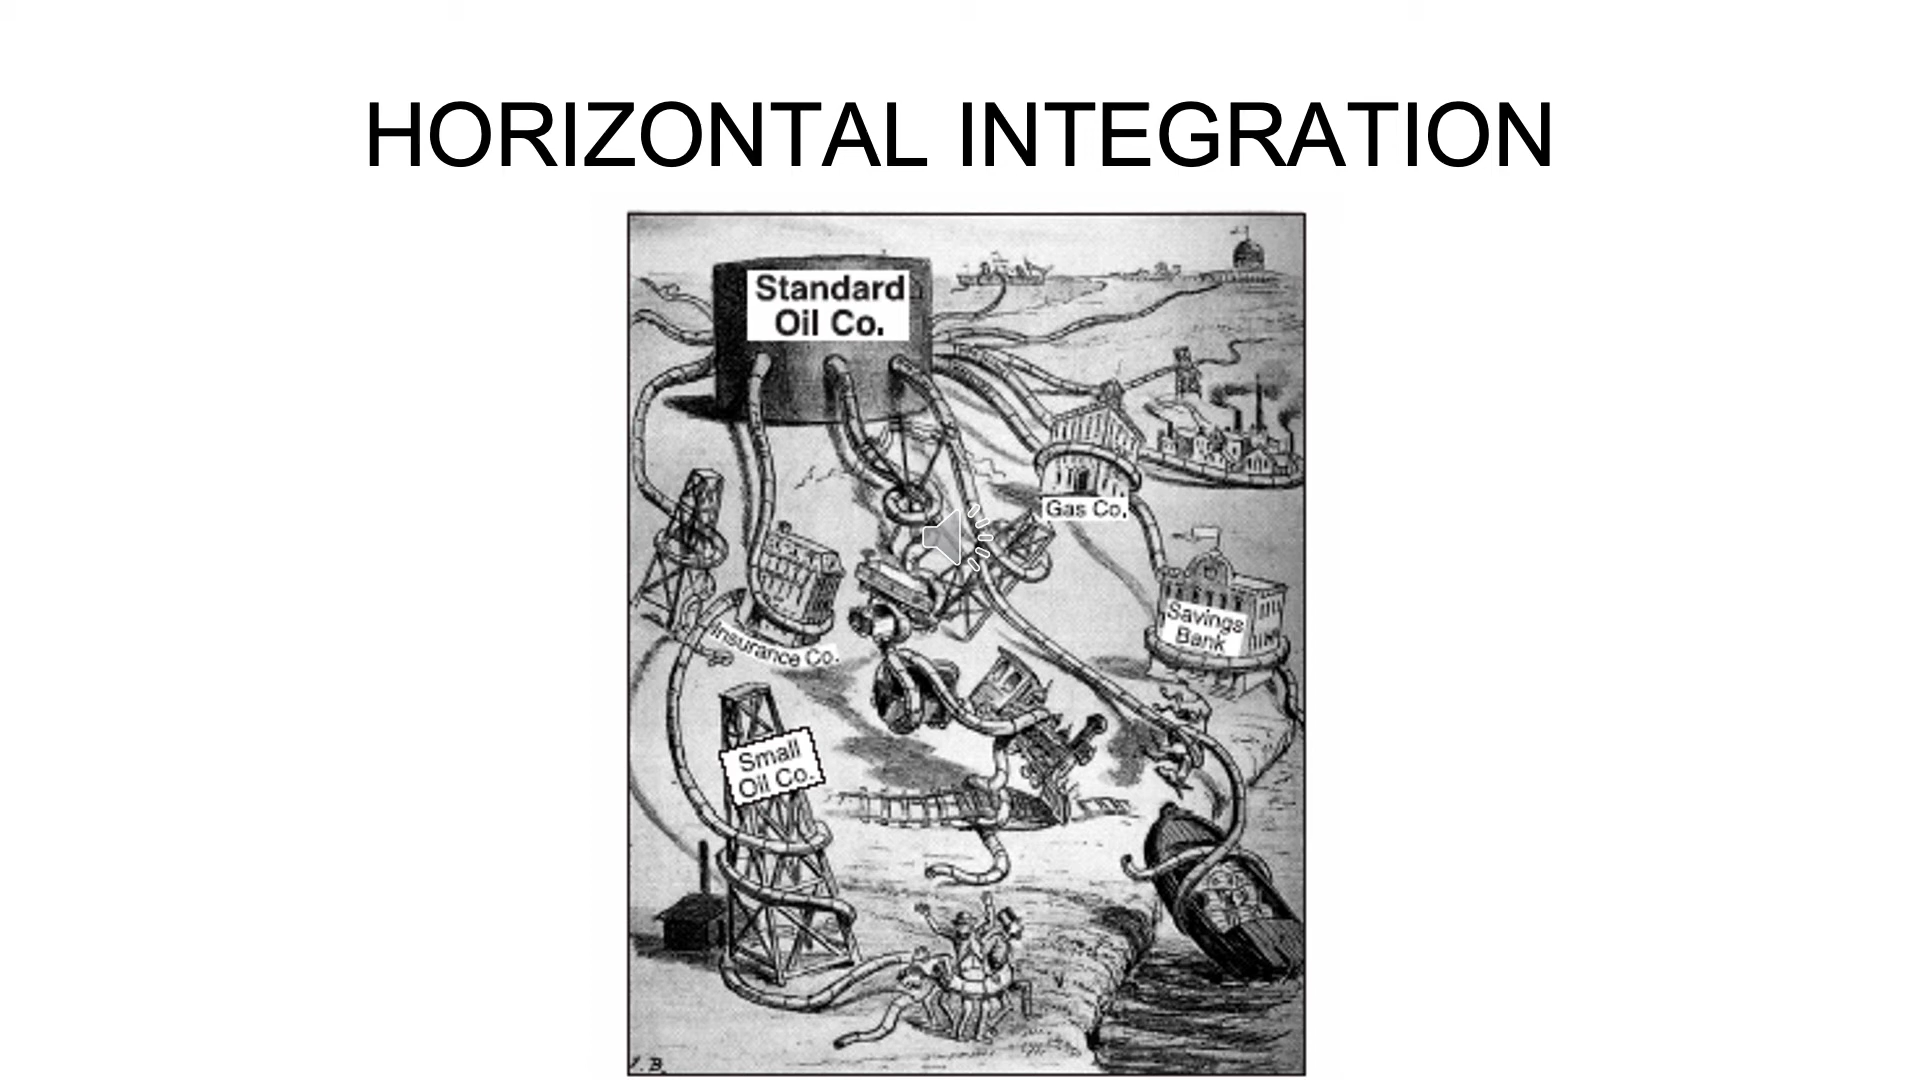 HORIZONTAL INTEGRATION
Standard
Oil Co.
Gas Co.
Savings
Bank
Insurance Co.
Small
Oil Co.